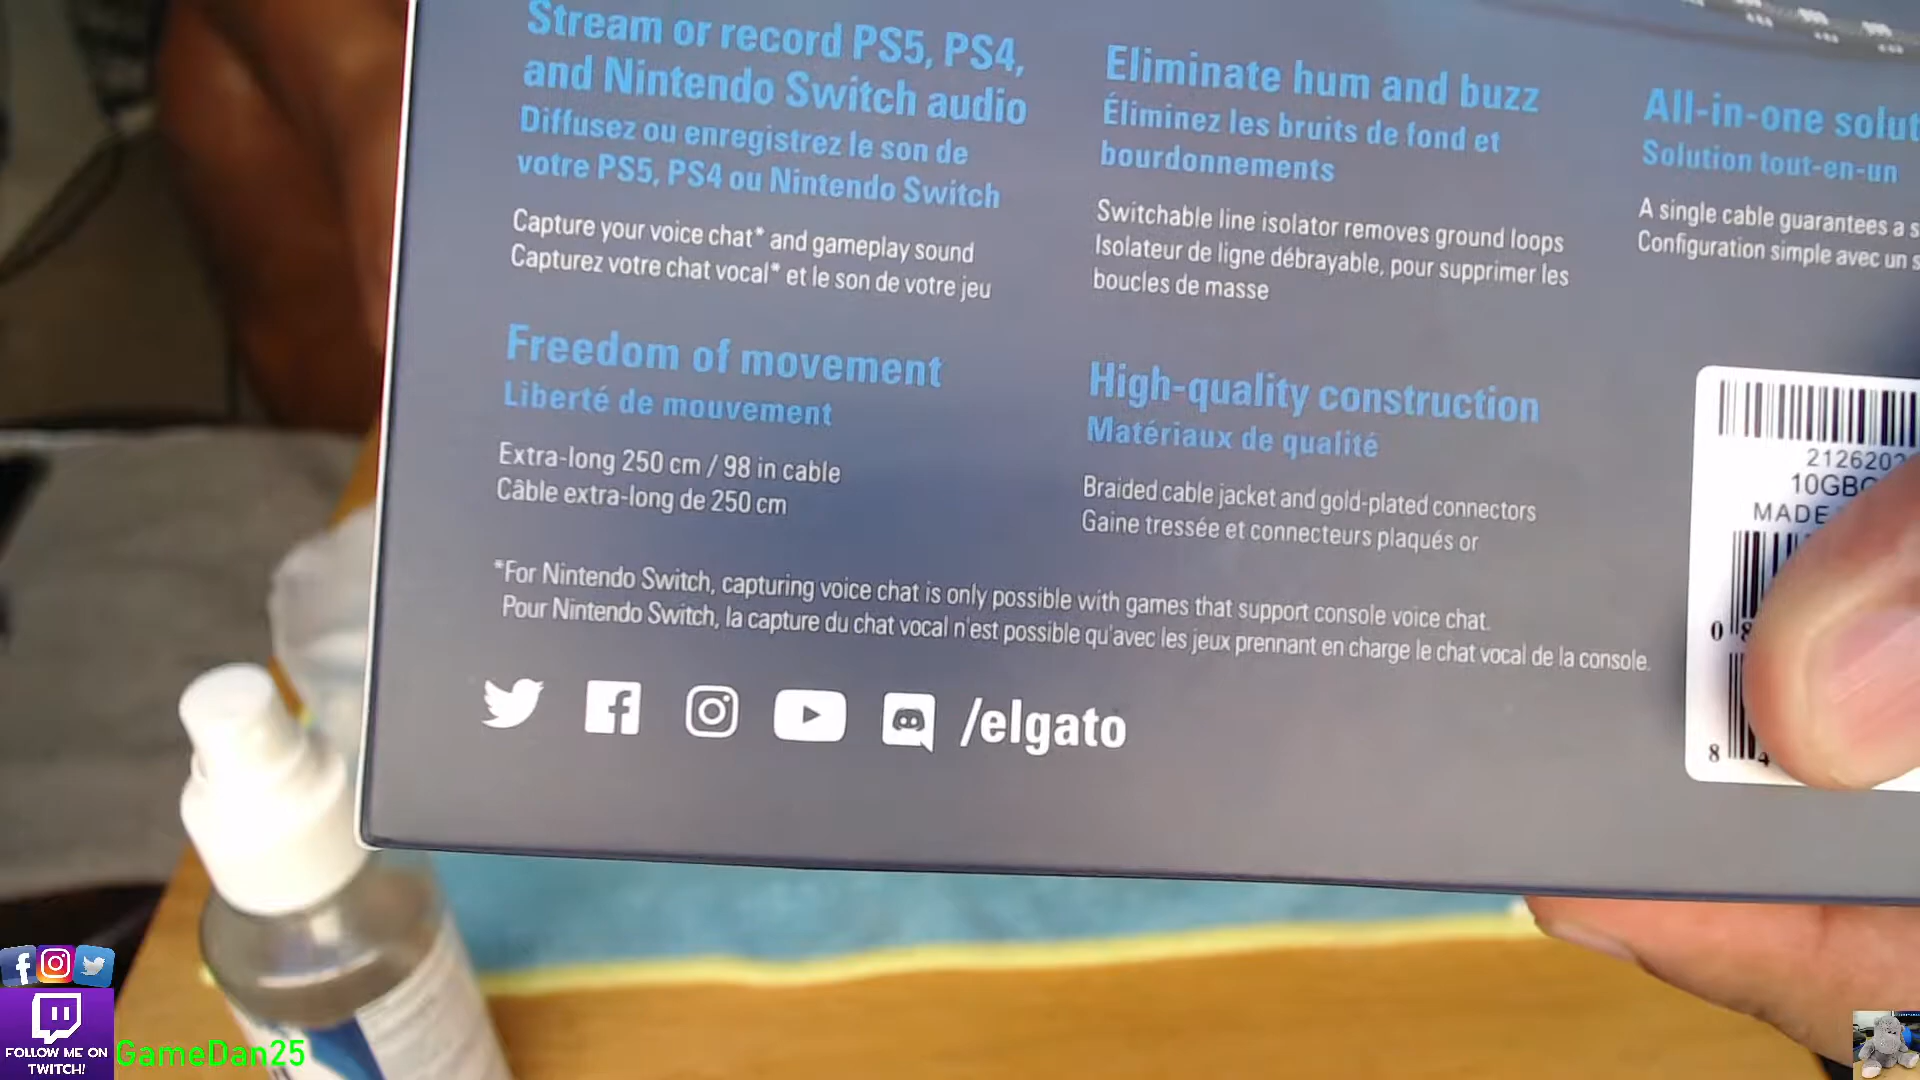 Stream or record PS5, PS4,
and Nintendo Switch audio
Diffusez ou enregistrez le son de
votre PS5, PS4 ou Nintendo Switch
Capture your voice chat* and gameplay sound
Capturez votre chat vocal* et le son de votre jeu
Eliminate hum and buzz
Éliminez les bruits de fond et
bourdonnements
Switchable line isolator removes ground loops
Isolateur de ligne débrayable, pour supprimer les
boucles de masse
All-in-one
Solution tout-en-un
A single cable guarantees a
Configuration simple avec un
Freedom of movement
Liberté de mouvement
Extra-long 250 cm / 98 in cable
Câble extra-long de 250 cm
High-quality construction
Matériaux de qualité
Braided cable jacket and gold-plated connectors
Gaine tressée et connecteurs plaqués or
MADE
*For Nintendo Switch, capturing voice chat is only possible with games that support console voice chat.
Pour Nintendo Switch, la capture du chat vocal n'est possible qu'avec les jeux prennant en charge le chat vocal de la console.
/elgato
FOLLOW ME ON
TWITCH!
GameDan25